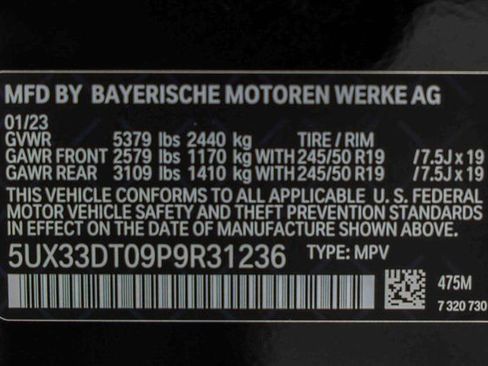 MFD BY BAYERISCHE MOTOREN WERKE AG
01/23
GVWR 5379 lbs 2440 kg TIRE / RIM
GAWR FRONT 2579 lbs 1170 kg WITH 245/50 R19 /7.5J x 19
GAWR REAR 3109 lbs 1410 kg WITH 245/50 R19 /7.5J x 19
THIS VEHICLE CONFORMS TO ALL APPLICABLE U. S. FEDERAL
MOTOR VEHICLE SAFETY AND THEFT PREVENTION STANDARDS
IN EFFECT ON THE DATE OF MANUFACTURE SHOWN ABOVE.
5UX33DT09P9R31236 TYPE: MPV
475M
7 320 730